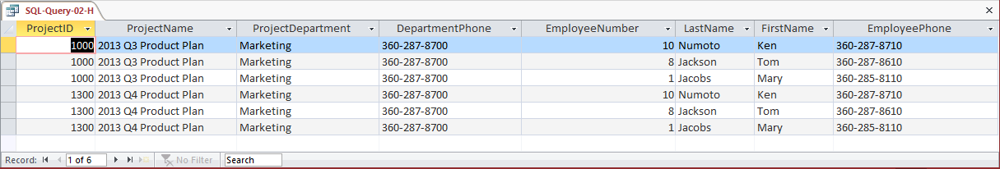 SQL-Query-02-H
ProjectID ProjectName ProjectDepartment DepartmentPhone EmployeeNumber LastName FirstName EmployeePhone
1000 2013 Q3 Product Plan Marketing 360-287-8700 10 Numoto Ken 360-287-8710
1000 2013 Q3 Product Plan Marketing 360-287-8700 8 Jackson Tom 360-287-8610
1000 2013 Q3 Product Plan Marketing 360-287-8700 1 Jacobs Mary 360-285-8110
1300 2013 Q4 Product Plan Marketing 360-287-8700 10 Numoto Ken 360-287-8710
1300 2013 Q4 Product Plan Marketing 360-287-8700 8 Jackson Tom 360-287-8610
1300 2013 Q4 Product Plan Marketing 360-287-8700 1 Jacobs Mary 360-285-8110
Record: 1 of 6 No Filter Search